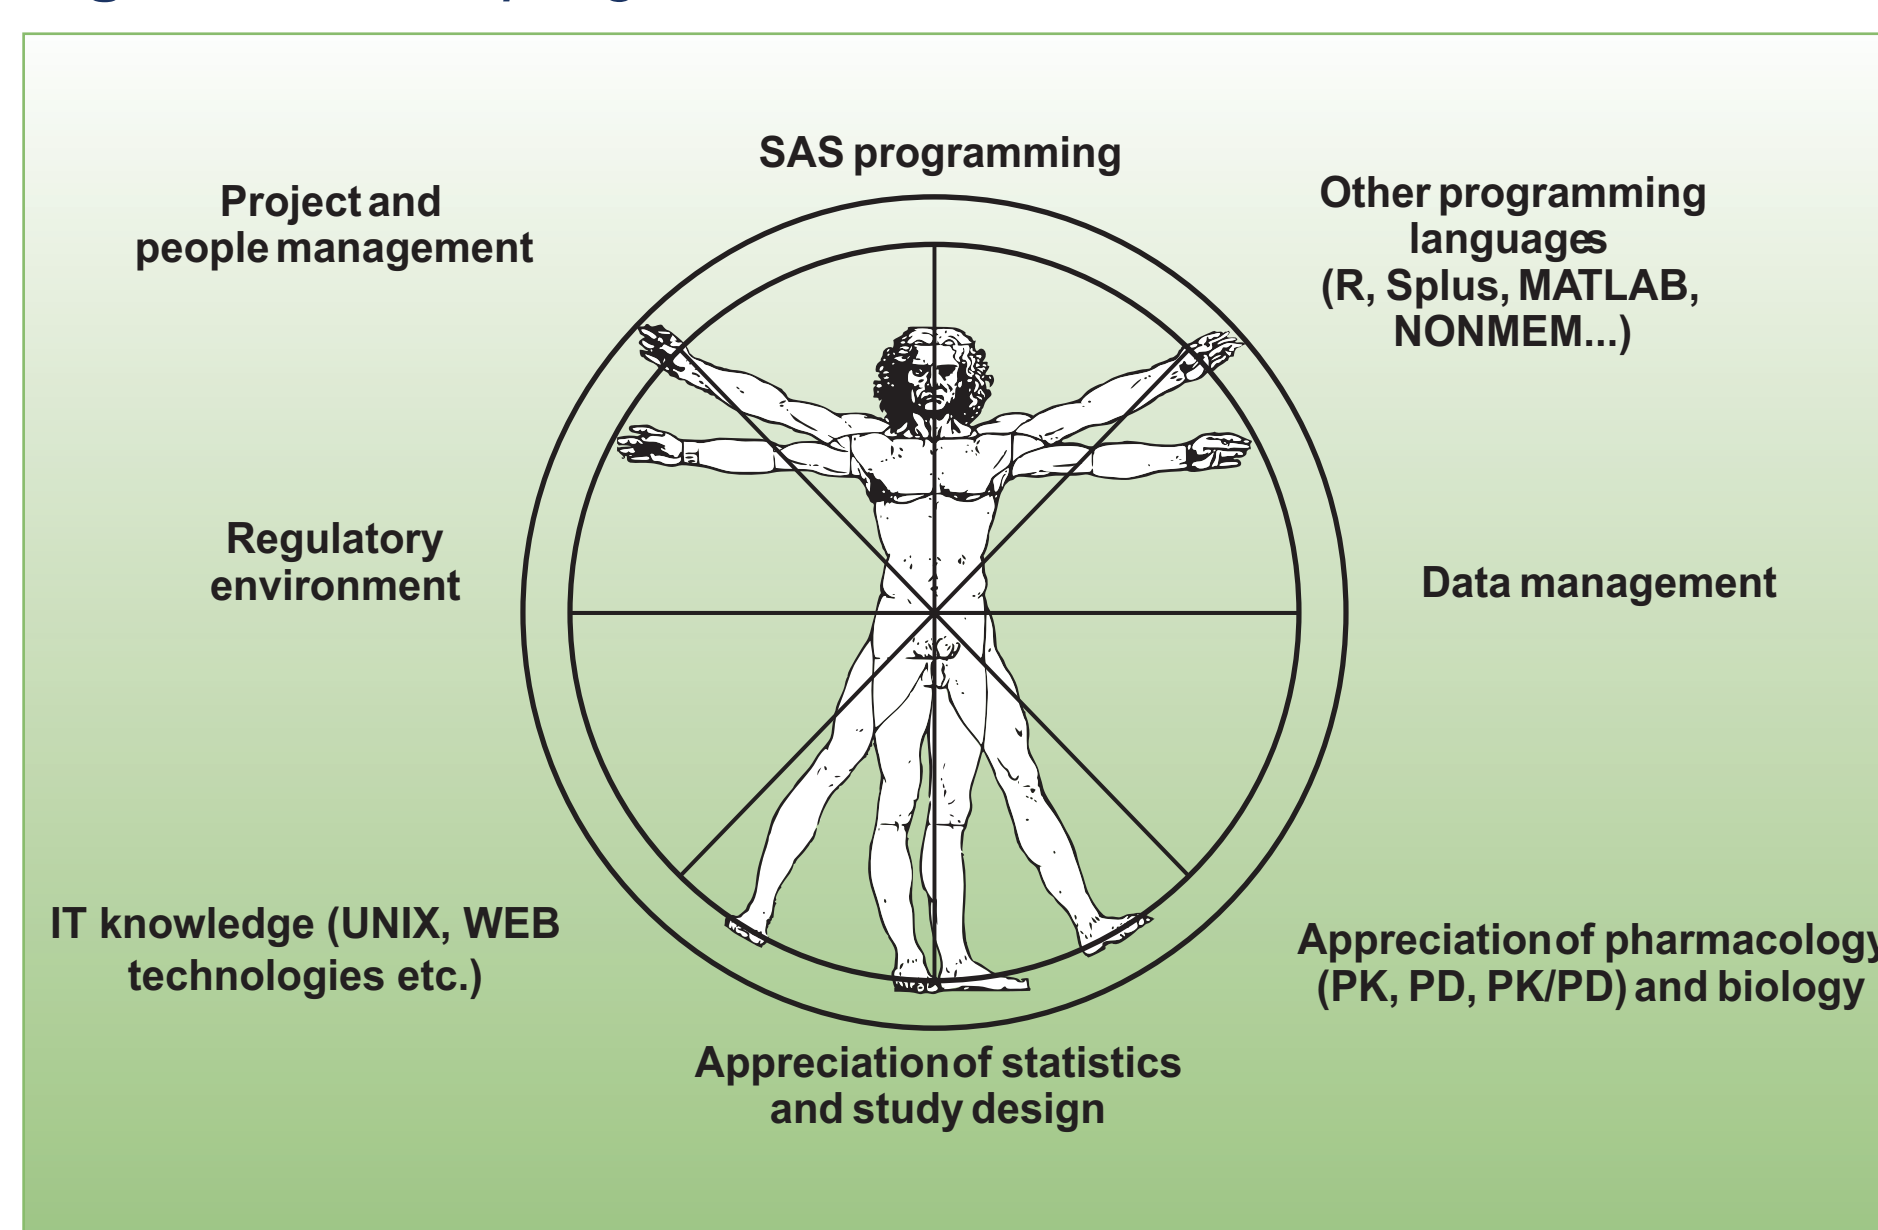 SAS programming
Project and
people management
Other programming
languages
(R, Splus, MATLAB,
NONMEM...)
Regulatory
environment
Data management
IT knowledge (UNIX, WEB
technologies etc.)
Appreciation of pharmacology
(PK, PD, PK/PD) and biology
Appreciation of statistics
and study design